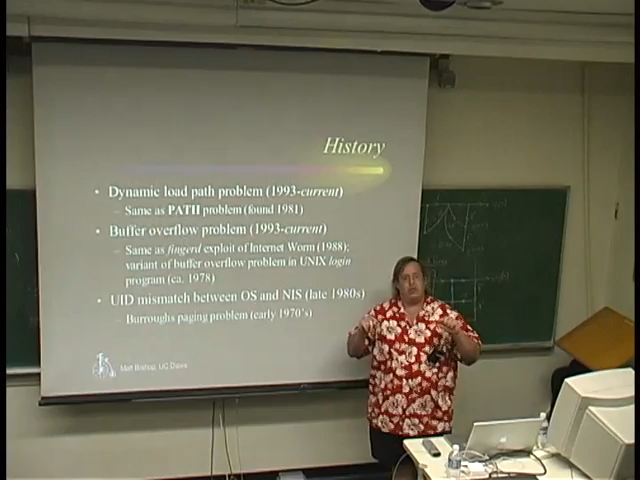 History
• Dynamic load path problem (1993-current)
– Same as PATH problem (found 1981)
• Buffer overflow problem (1993-current)
– Same as fingerd exploit of Internet Worm (1988);
variant of buffer overflow problem in UNIX login
program (ca. 1978)
• UID mismatch between OS and NIS (late 1980s)
– Burroughs paging problem (early 1970's)
Matt Bishop, UC Davis